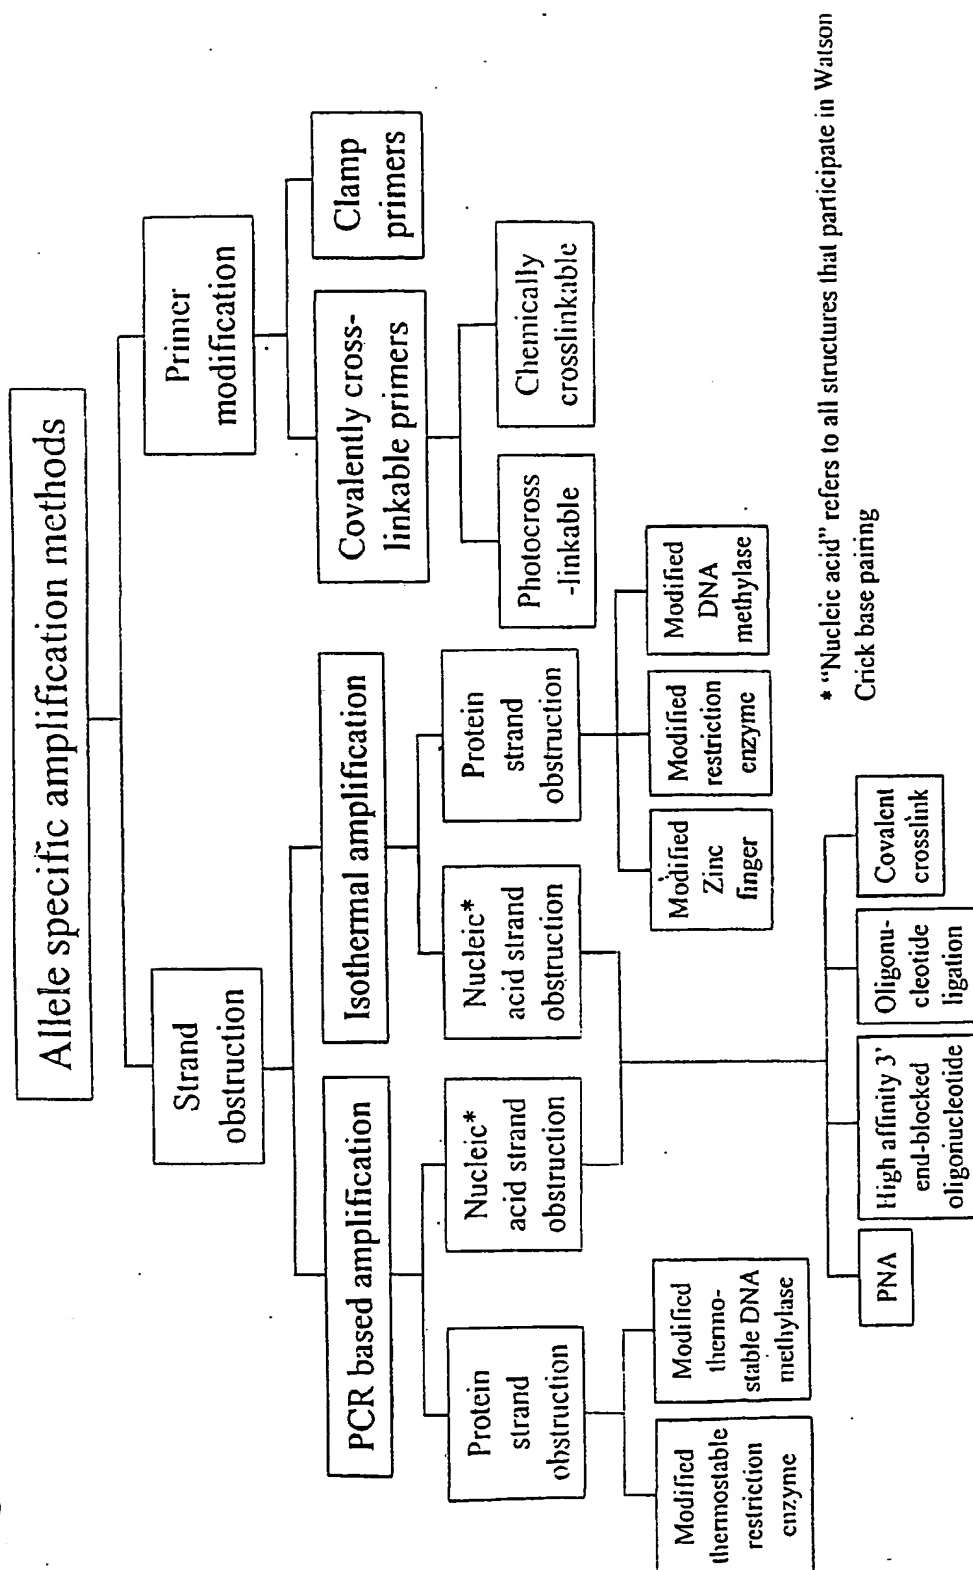 Allele specific amplification methods
Strand
obstruction
Primer
modification
PCR based amplification
Isothermal amplification
Covalently cross-
linkable primers
Clamp
primers
Protein
strand
obstruction
Nucleic*
acid strand
obstruction
Nucleic*
acid strand
obstruction
Protein
strand
obstruction
Photocross
-linkable
Chemically
crosslinkable
Modified
thermostable
restriction
enzyme
Modified
thermo-
stable DNA
methylase
Modified
Zinc
finger
Modified
restriction
enzyme
Modified
DNA
methylase
PNA
High affinity 3'
end-blocked
oligonucleotide
Oligonu-
cleotide
ligation
Covalent
crosslink
* "Nucleic acid" refers to all structures that participate in Watson
Crick base pairing